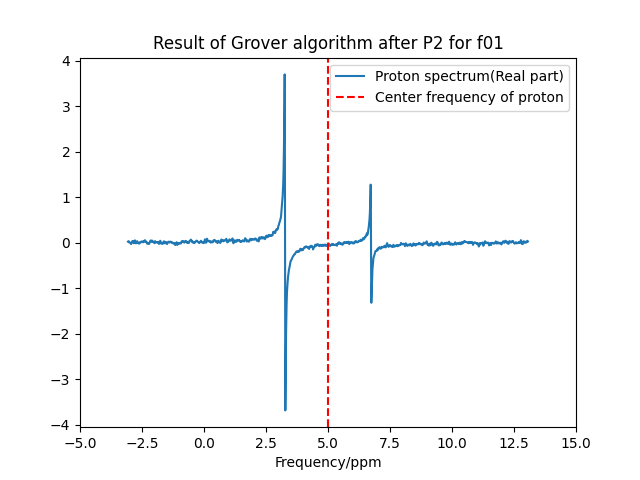 Result of Grover algorithm after P2 for f01
Proton spectrum(Real part)
Center frequency of proton
4
3
2
1
0
−1
−2
−3
−4
−5.0 −2.5 0.0 2.5 5.0 7.5 10.0 12.5 15.0
Frequency/ppm